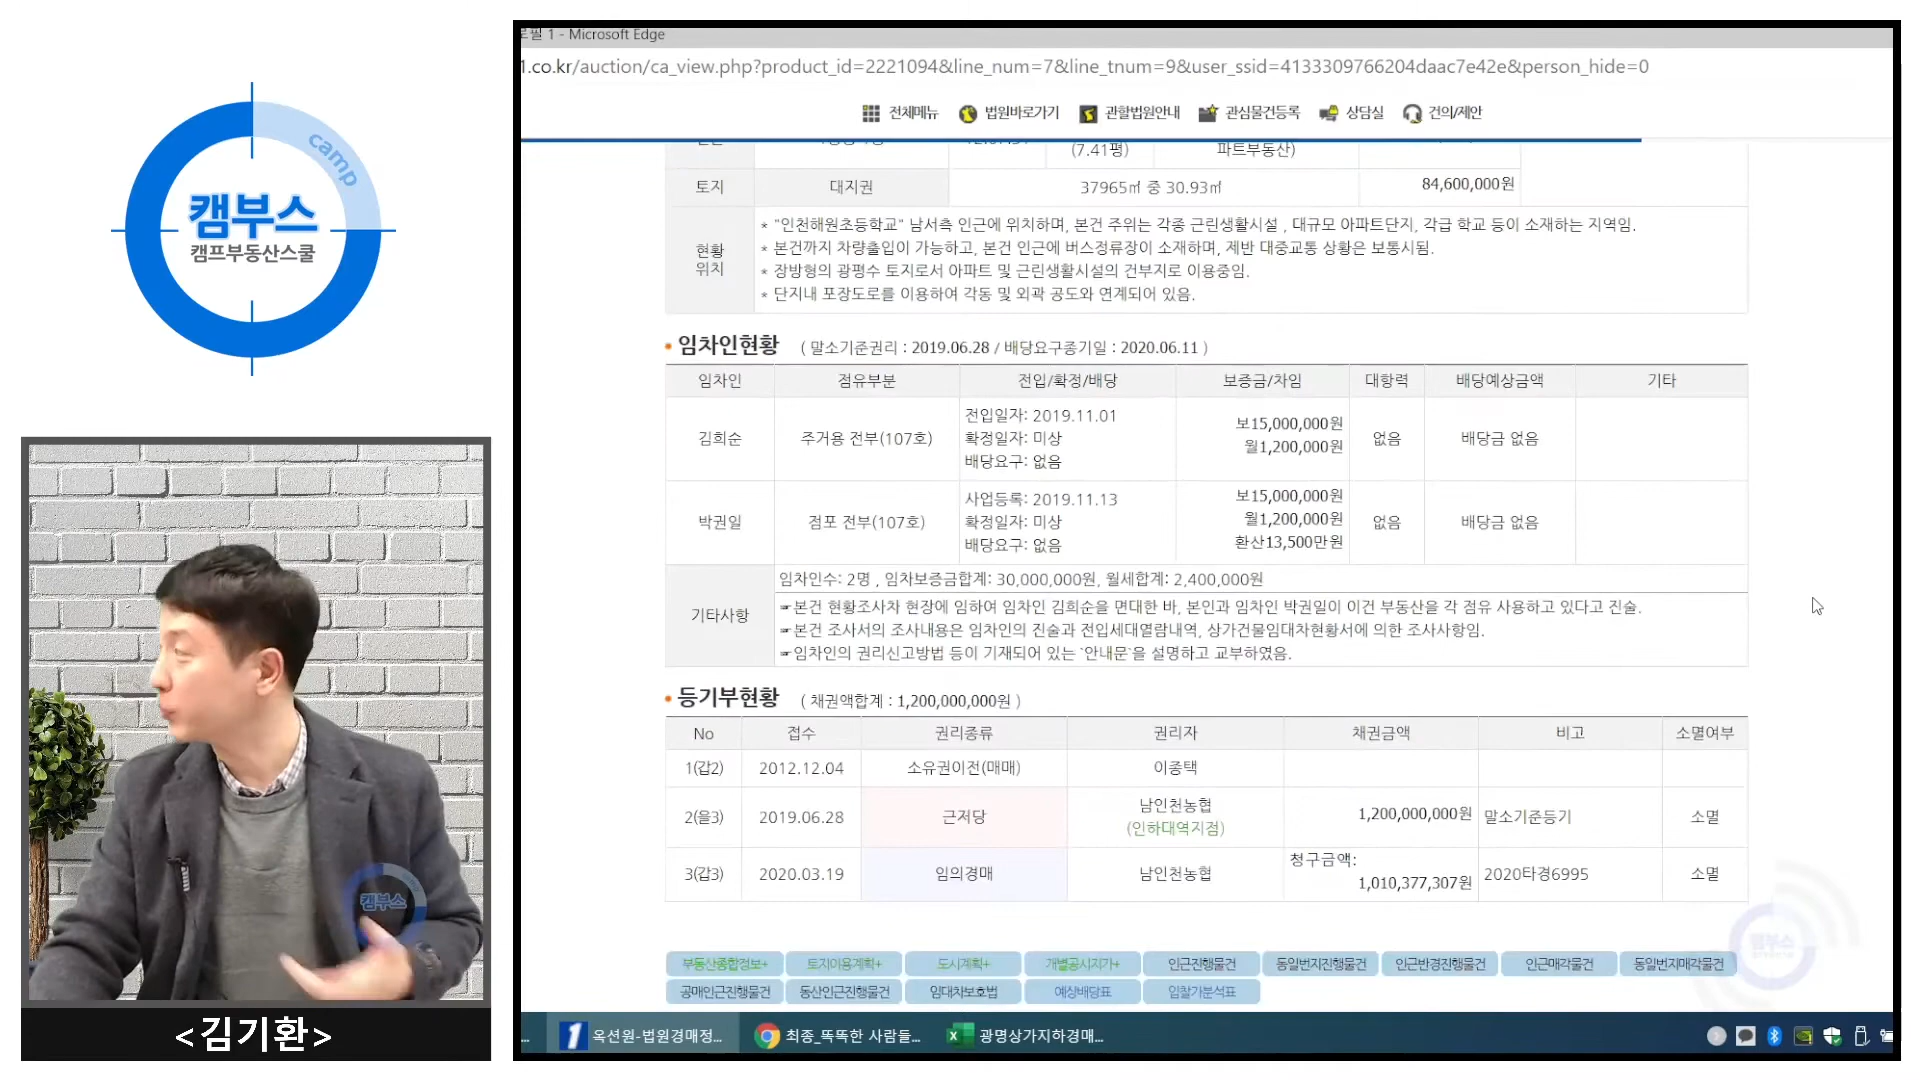 camp
캠부스
캠프부동산스쿨
<김기환>
캠부스
로필 1 - Microsoft Edge
1.co.kr/auction/ca_view.php?product_id=2221094&line_num=7&line_tnum=9&user_ssid=4133309766204daac7e42e&person_hide=0
전체메뉴 법원바로가기 관할법원안내 관심물건등록 상담실 건의/제안
(7.41평) 파트부동산)
토지 대지권 37965㎡ 중 30.93㎡ 84,600,000원
현황
위치
* "인천해원초등학교" 남서측 인근에 위치하며, 본건 주위는 각종 근린생활시설 , 대규모 아파트단지, 각급 학교 등이 소재하는 지역임.
* 본건까지 차량출입이 가능하고, 본건 인근에 버스정류장이 소재하며, 제반 대중교통 상황은 보통시됨.
* 장방형의 광평수 토지로서 아파트 및 근린생활시설의 건부지로 이용중임.
* 단지내 포장도로를 이용하여 각동 및 외곽 공도와 연계되어 있음.
임차인현황 ( 말소기준권리 : 2019.06.28 / 배당요구종기일 : 2020.06.11 )
임차인 점유부분 전입/확정/배당 보증금/차임 대항력 배당예상금액 기타
김희순 주거용 전부(107호)
전입일자: 2019.11.01
확정일자: 미상
배당요구: 없음
보15,000,000원
월1,200,000원
없음 배당금 없음
박권일 점포 전부(107호)
사업등록: 2019.11.13
확정일자: 미상
배당요구: 없음
보15,000,000원
월1,200,000원
환산13,500만원
없음 배당금 없음
기타사항
임차인수: 2명 , 임차보증금합계: 30,000,000원, 월세합계: 2,400,000원
☞본건 현황조사차 현장에 임하여 임차인 김희순을 면대한 바, 본인과 임차인 박권일이 이건 부동산을 각 점유 사용하고 있다고 진술.
☞본건 조사서의 조사내용은 임차인의 진술과 전입세대열람내역, 상가건물임대차현황서에 의한 조사사항임.
☞임차인의 권리신고방법 등이 기재되어 있는 `안내문`을 설명하고 교부하였음.
등기부현황 ( 채권액합계 : 1,200,000,000원 )
No 접수 권리종류 권리자 채권금액 비고 소멸여부
1(갑2) 2012.12.04 소유권이전(매매) 이종택
2(을3) 2019.06.28 근저당 남인천농협
(인하대역지점)
1,200,000,000원 말소기준등기 소멸
3(갑3) 2020.03.19 임의경매 남인천농협
청구금액:
1,010,377,307원
2020타경6995 소멸
부동산종합정보+ 토지이용계획+ 도시계획+ 개별공시지가+ 인근진행물건 동일번지진행물건 인근반경진행물건 인근매각물건 동일번지매각물건
공매인근진행물건 동산인근진행물건 임대차보호법 예상배당표 입찰가분석표
캠부스
... 옥션원-법원경매정... 최종_똑똑한 사람들... 광명상가지하경매...